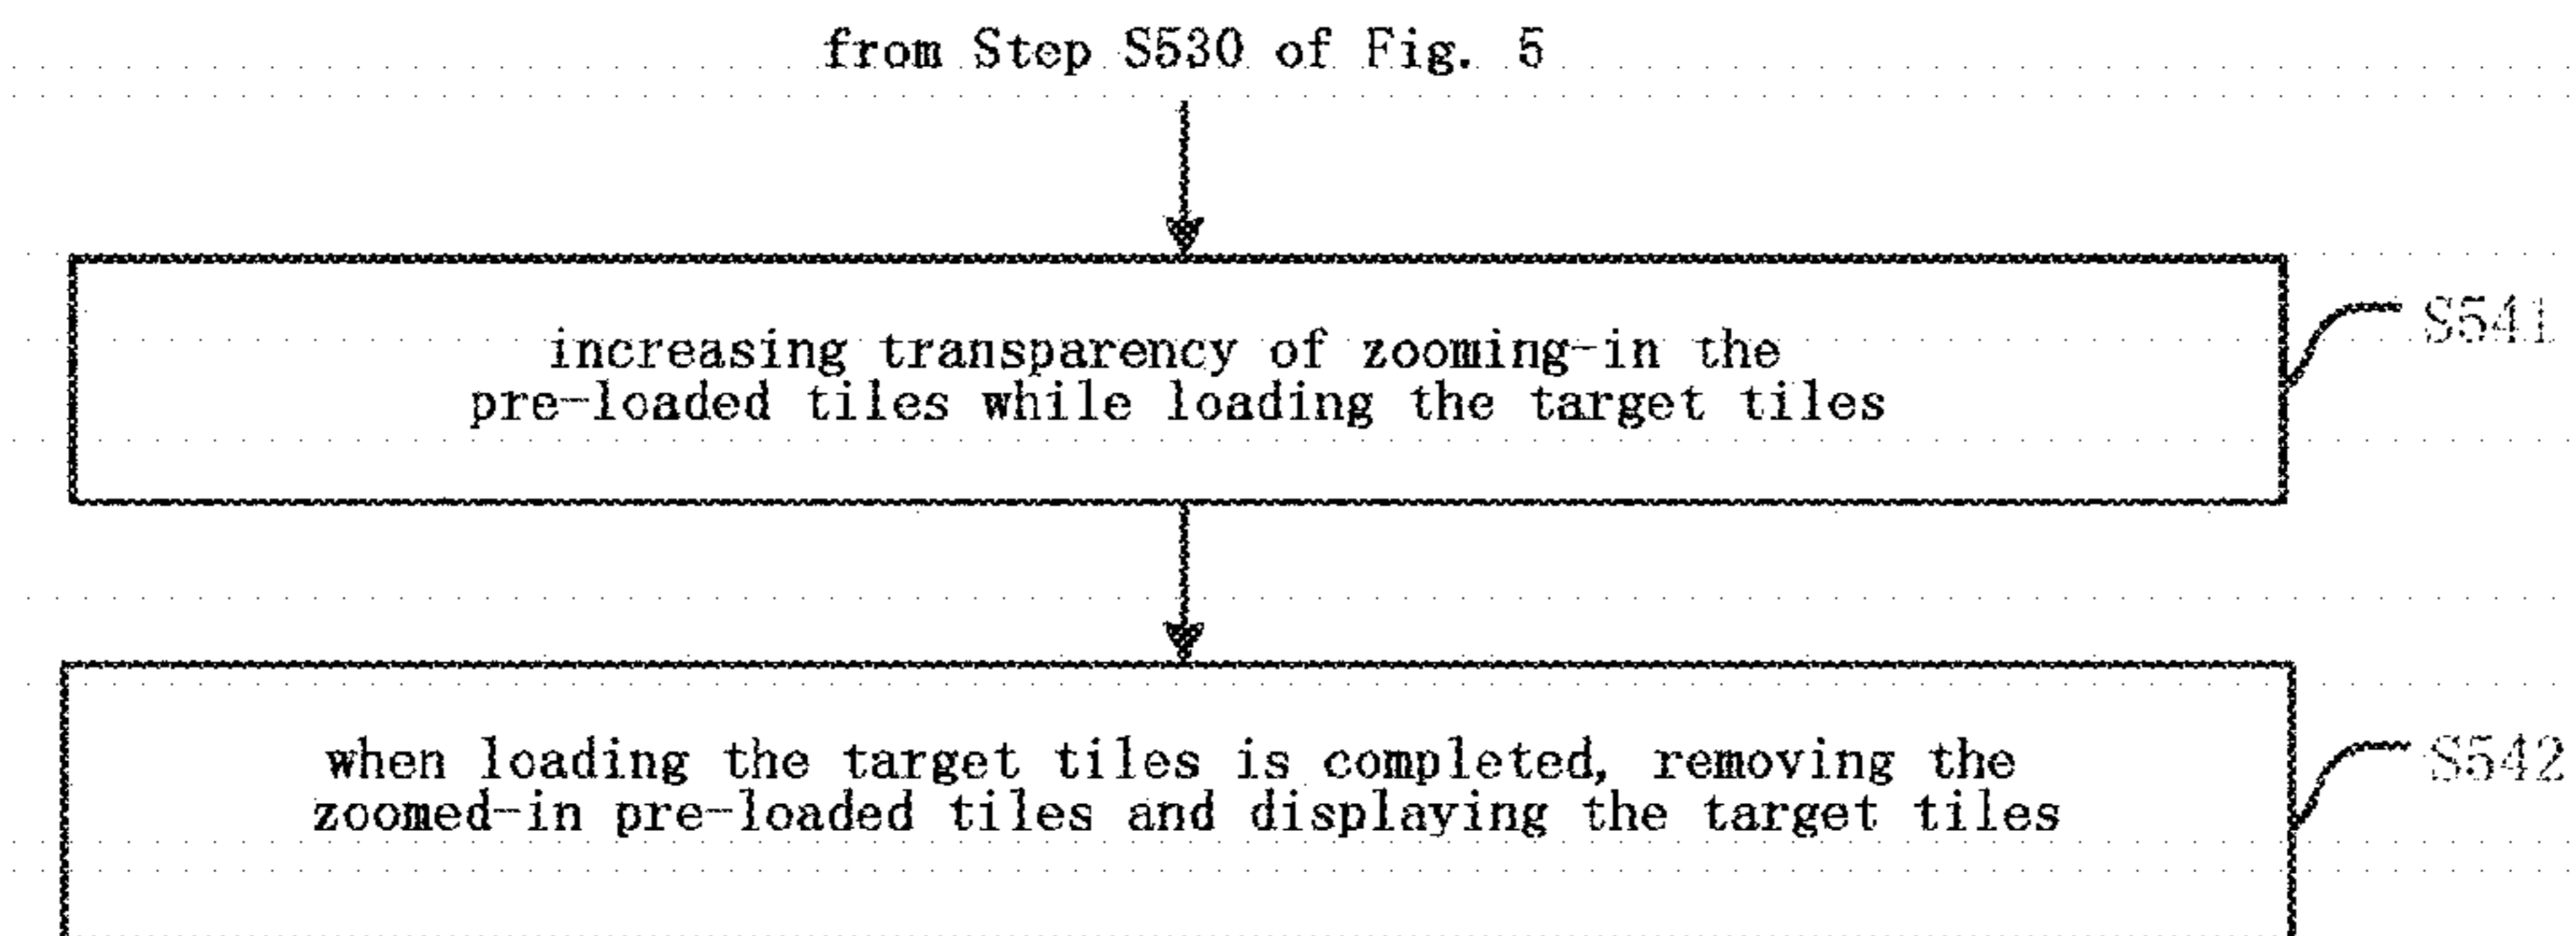 from Step S530 of Fig. 5
increasing transparency of zooming-in the
pre-loaded tiles while loading the target tiles
S541
when loading the target tiles is completed, removing the
zoomed-in pre-loaded tiles and displaying the target tiles
S542